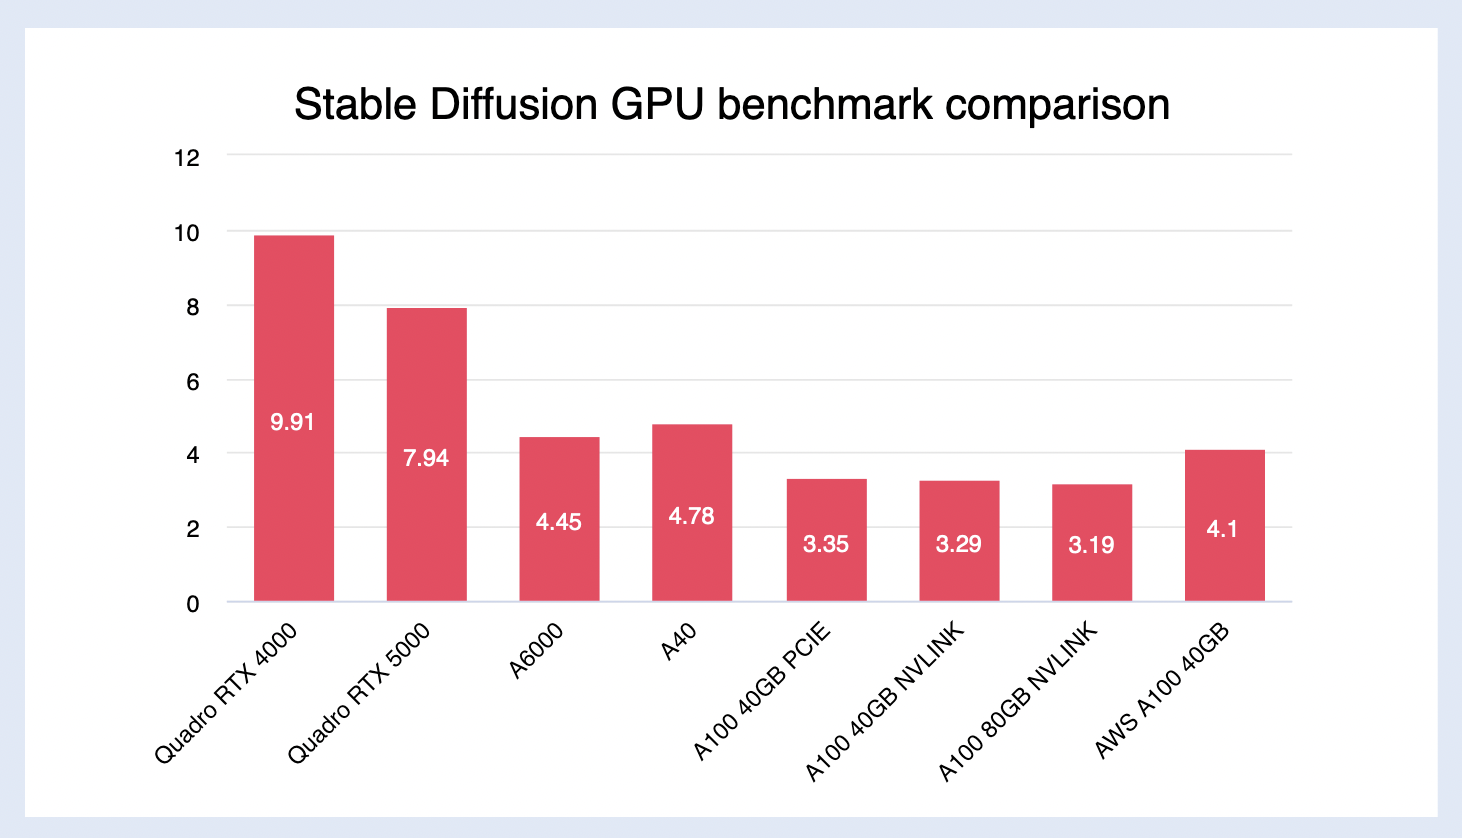 Stable Diffusion GPU benchmark comparison
12
10
8
6
4
2
0
9.91
7.94
4.45
4.78
3.35
3.29
3.19
4.1
Quadro RTX 4000
Quadro RTX 5000
A6000
A40
A100 40GB PCIE
A100 40GB NVLINK
A100 80GB NVLINK
AWS A100 40GB